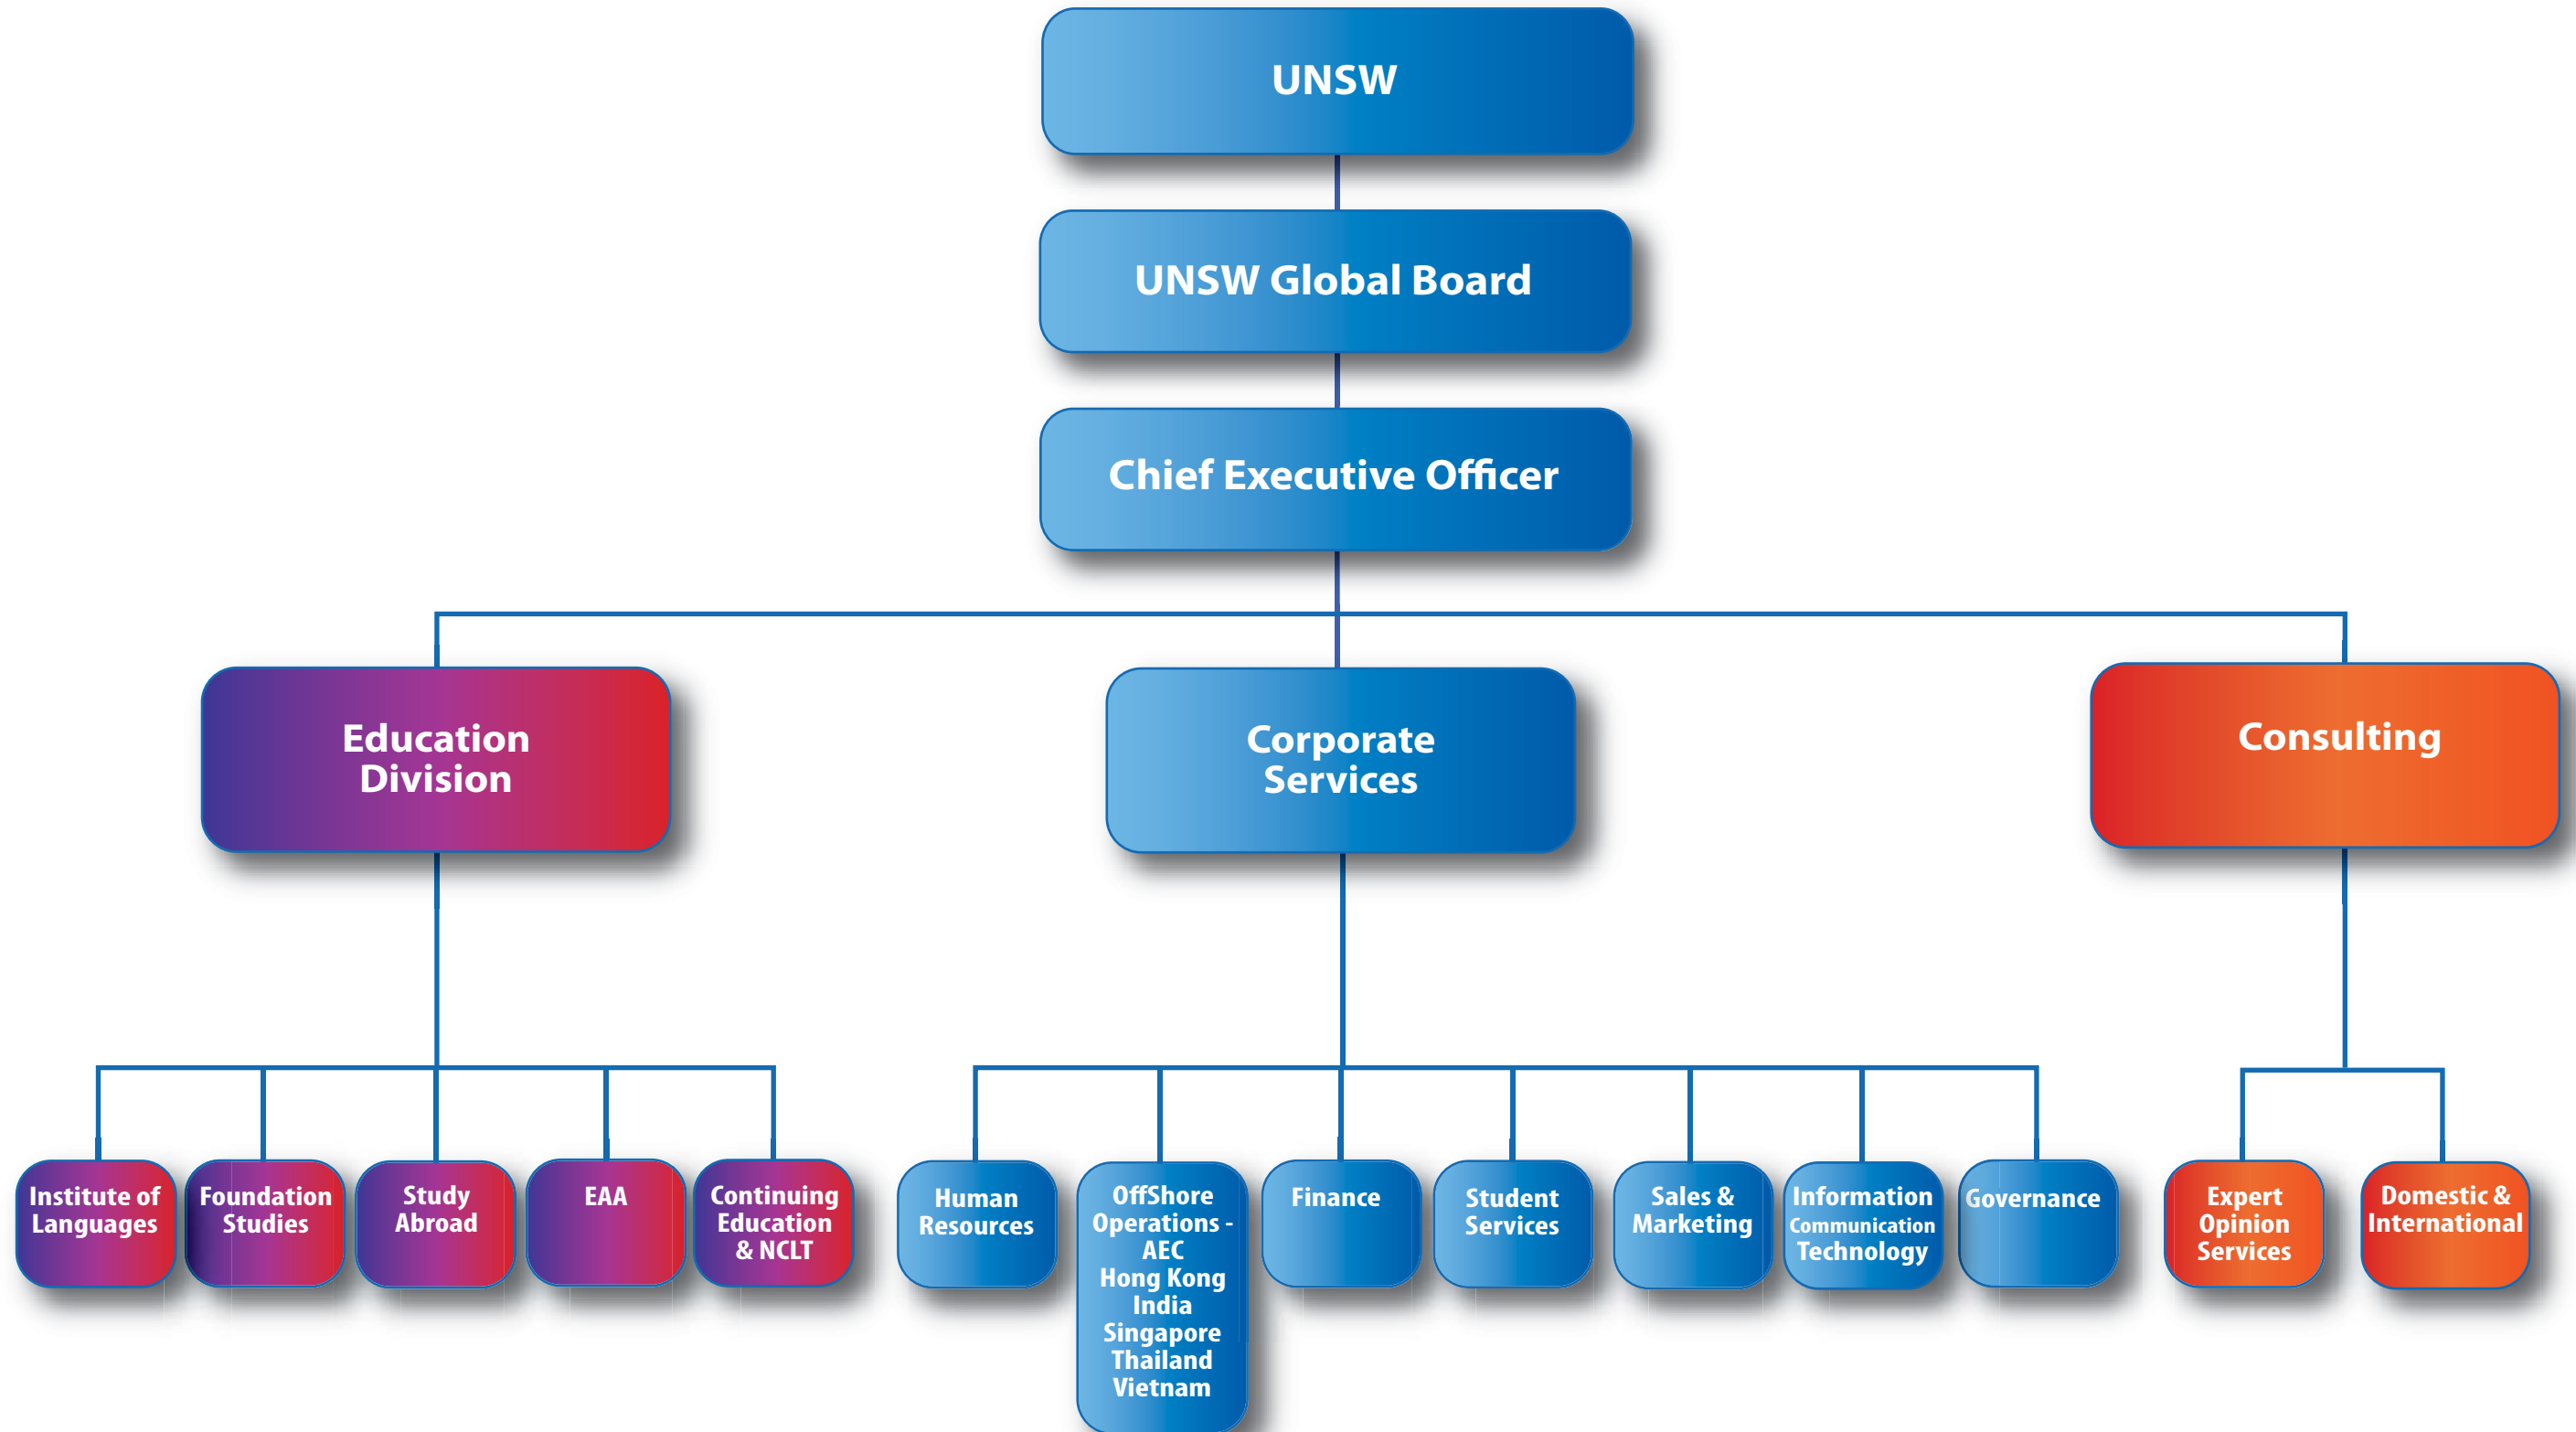 UNSW
UNSW Global Board
Chief Executive Officer
Education
Division
Corporate
Services
Consulting
Institute of
Languages
Foundation
Studies
Study
Abroad
EAA
Continuing
Education
& NCLT
Human
Resources
OffShore
Operations -
AEC
Hong Kong
India
Singapore
Thailand
Vietnam
Finance
Student
Services
Sales &
Marketing
Information
Communication
Technology
Governance
Expert
Opinion
Services
Domestic &
International